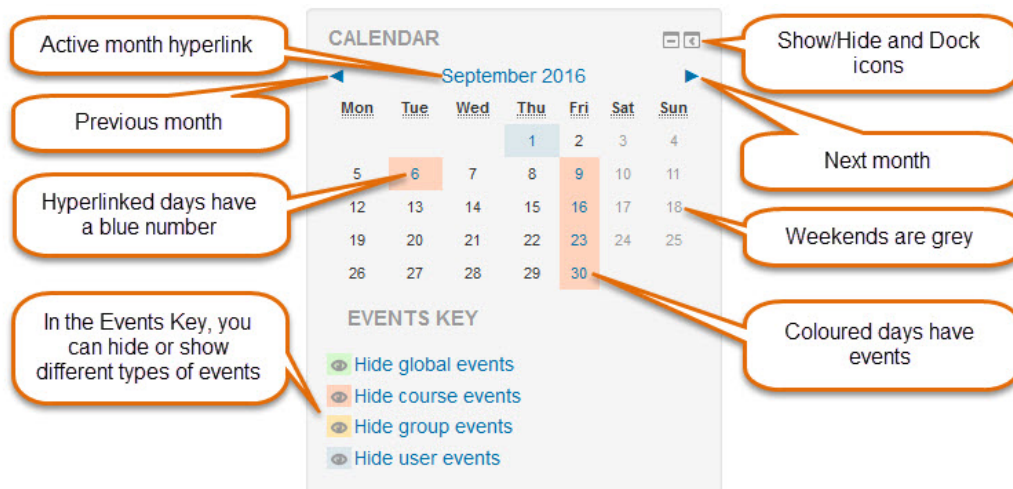 Active month hyperlink
Previous month
Hyperlinked days have
a blue number
In the Events Key, you
can hide or show
different types of events
CALENDAR
September 2016
Mon Tue Wed Thu Fri Sat Sun
1 2 3 4
5 6 7 8 9 10 11
12 13 14 15 16 17 18
19 20 21 22 23 24 25
26 27 28 29 30
EVENTS KEY
Hide global events
Hide course events
Hide group events
Hide user events
Show/Hide and Dock
icons
Next month
Weekends are grey
Coloured days have
events